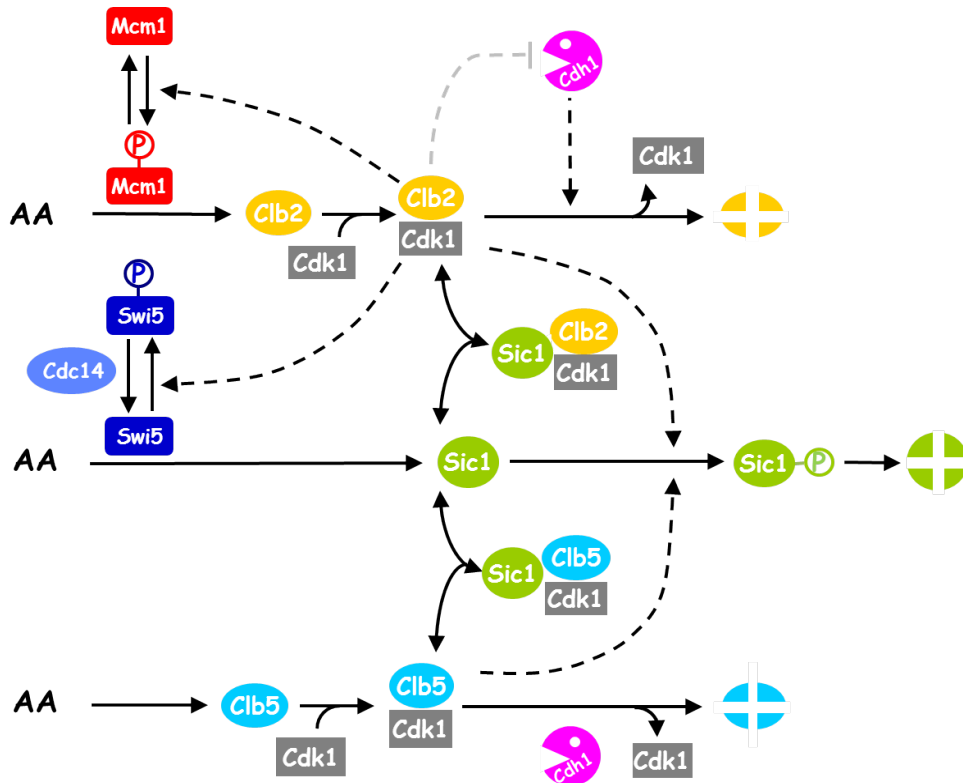 Mcm1
Cdh1
P
Cdk1
Mcm1
Clb2
AA
Clb2
Cdk1
Cdk1
P
Swi5
Clb2
Sic1
Cdk1
Cdc14
Swi5
AA
Sic1
Sic1
P
Clb5
Sic1
Cdk1
Clb5
AA
Clb5
Cdk1
Cdk1
Cdh1
Cdk1